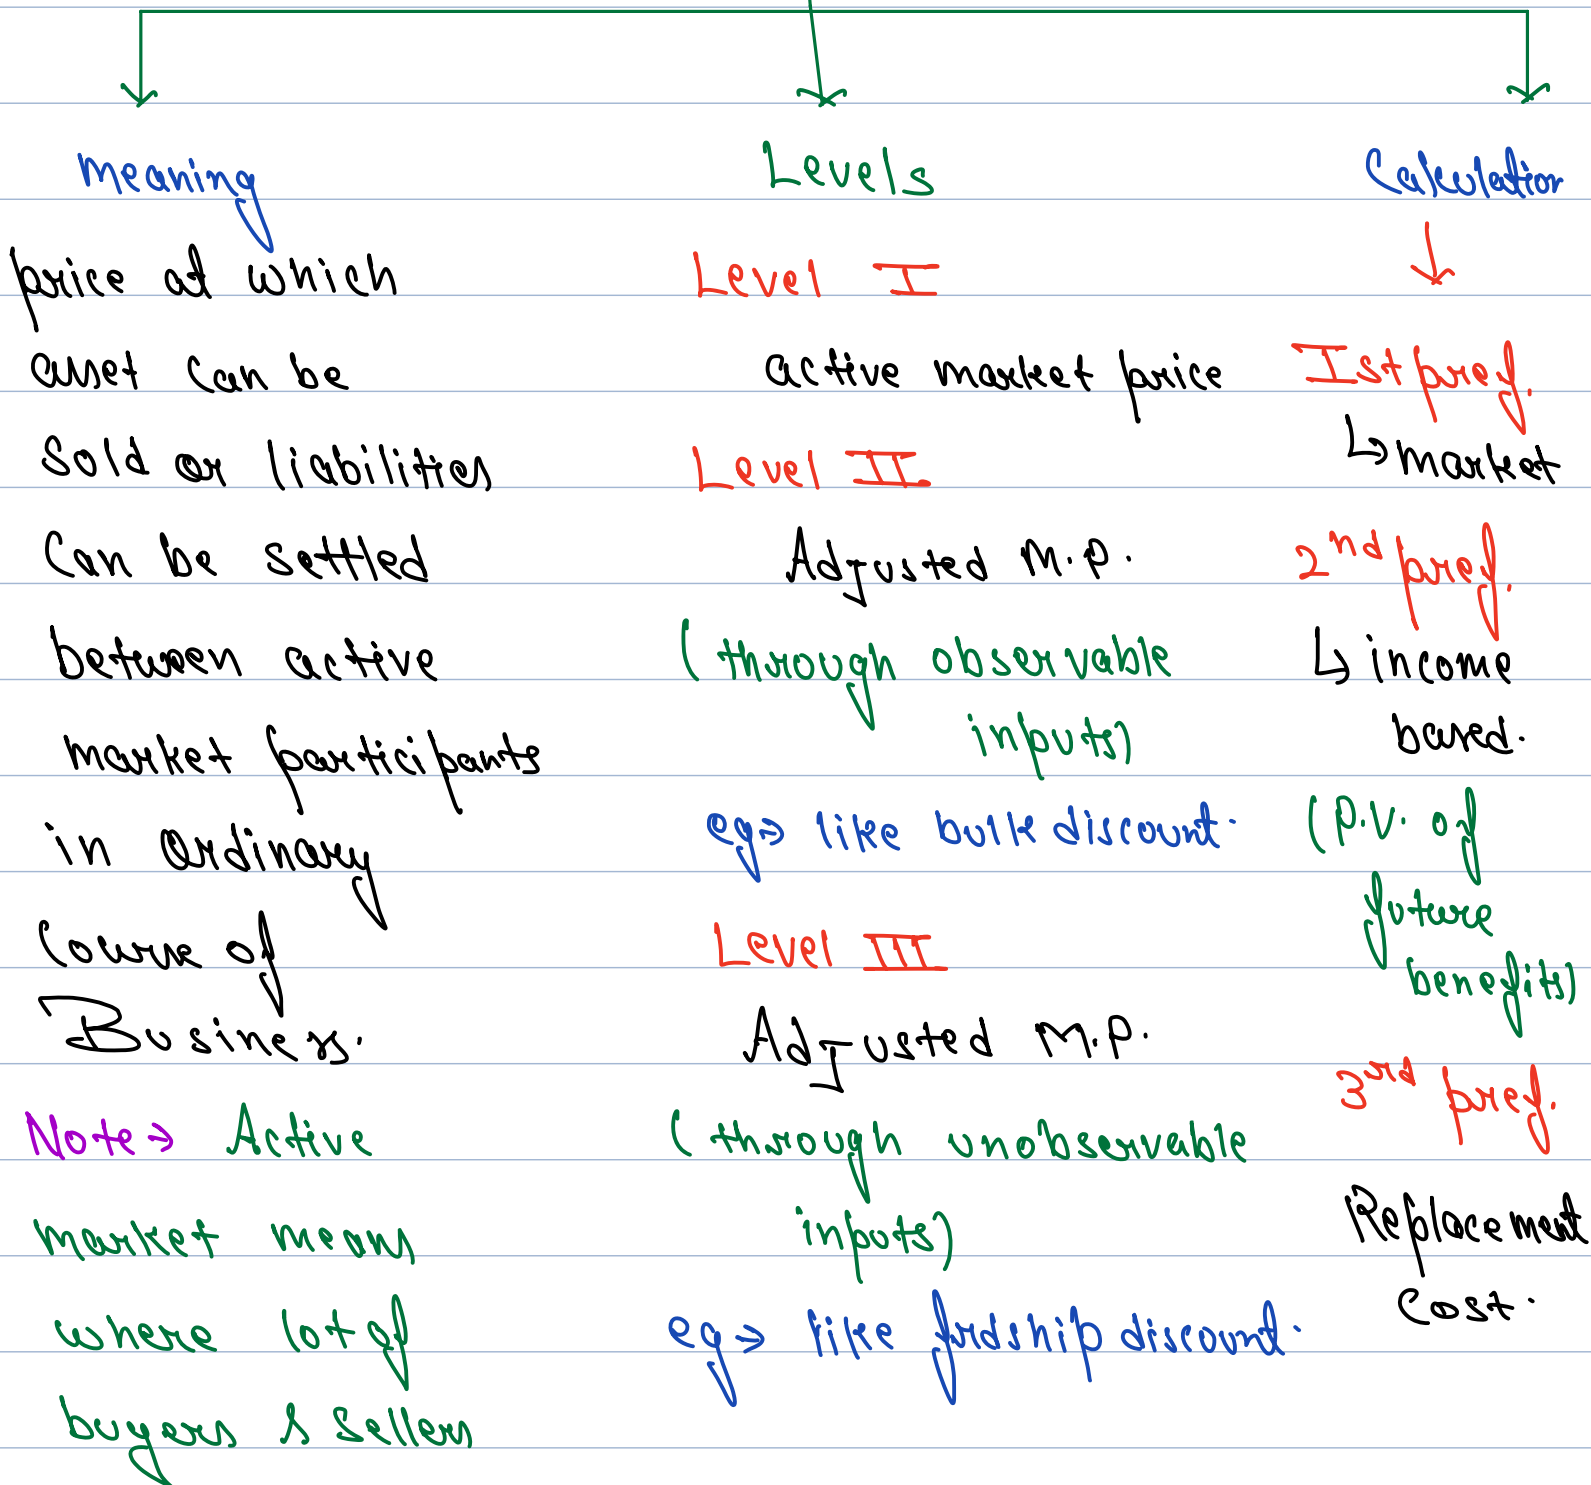 meaning
price at which
asset can be
sold or liabilities
can be settled
between active
market participants
in ordinary
course of
Business.
Note→ Active
market means
where lot of
buyers & sellers
Levels
Level I
active market price
Level II
Adjusted M.P.
(through observable
inputs)
eg→ like bulk discount.
Level III
Adjusted M.P.
(through unobservable
inputs)
eg→ like frdship discount.
Calculation
↓
Ist pref.
↳ market
2nd pref.
↳ income
based.
(P.V. of
future
benefits)
3rd pref.
Replacement
cost.